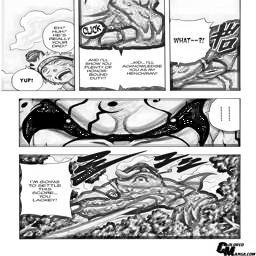 WHAT--?!
...AND... I'LL
ACKNOWLEDGE
YOU AS MY
HENCHMAN!
AND I'LL
SHOW YOU
PLENTY OF
HONOR
BOUND
DUTY!!
CLICK
EH?
HUH?
HE'S
REALLY
YOUR
DAD?
YUP!
I'M GOING
TO SETTLE
THIS
SCORE,
YOU
LACKEY!
COLORED
MANGA.COM